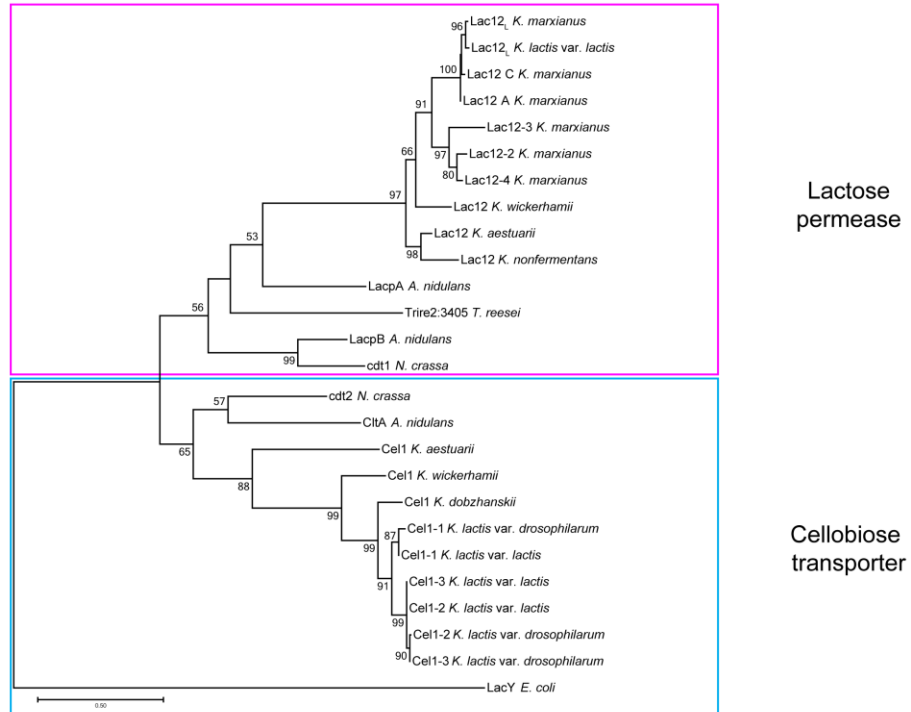 96
Lac12L K. marxianus
Lac12L K. lactis var. lactis
100
Lac12 C K. marxianus
Lac12 A K. marxianus
91
Lac12-3 K. marxianus
97
Lac12-2 K. marxianus
66
80
Lac12-4 K. marxianus
97
Lac12 K. wickerhamii
Lac12 K. aestuarii
98
Lac12 K. nonfermentans
53
LacpA A. nidulans
56
Trire2:3405 T. reesei
LacpB A. nidulans
99
cdt1 N. crassa
Lactose
permease
cdt2 N. crassa
57
CltA A. nidulans
65
Cel1 K. aestuarii
88
Cel1 K. wickerhamii
99
Cel1 K. dobzhanskii
99
87
Cel1-1 K. lactis var. drosophilarum
Cel1-1 K. lactis var. lactis
91
Cel1-3 K. lactis var. lactis
99
Cel1-2 K. lactis var. lactis
Cel1-2 K. lactis var. drosophilarum
90
Cel1-3 K. lactis var. drosophilarum
LacY E. coli
0.50
Cellobiose
transporter